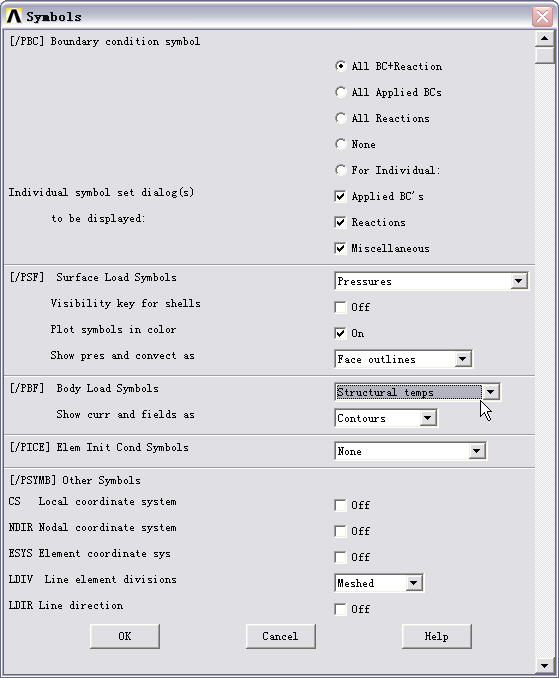 Symbols
[/PBC] Boundary condition symbol
All BC+Reaction
All Applied BCs
All Reactions
None
For Individual:
Individual symbol set dialog(s)
Applied BC's
to be displayed:
Reactions
Miscellaneous
[/PSF] Surface Load Symbols Pressures
Visibility key for shells Off
Plot symbols in color On
Show pres and convect as Face outlines
[/PBF] Body Load Symbols Structural temps
Show curr and fields as Contours
[/PICE] Elem Init Cond Symbols None
[/PSYMB] Other Symbols
CS Local coordinate system Off
NDIR Nodal coordinate system Off
ESYS Element coordinate sys Off
LDIV Line element divisions Meshed
LDIR Line direction Off
OK Cancel Help